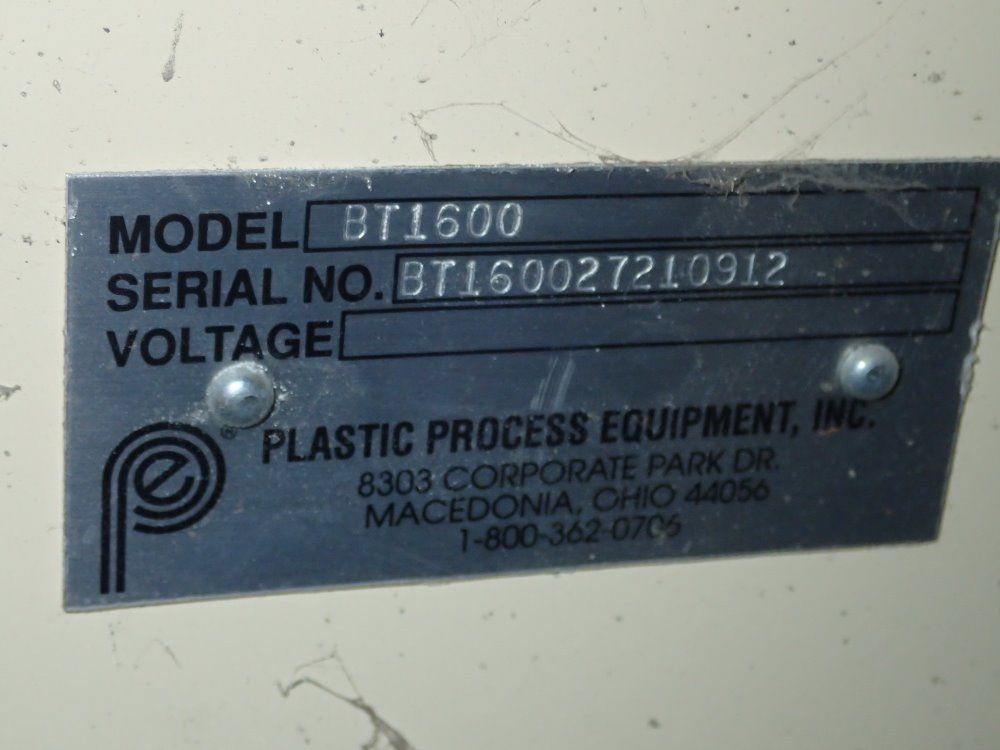 MODEL BT1600
SERIAL NO. BT160027210912
VOLTAGE
pe®
PLASTIC PROCESS EQUIPMENT, INC.
8303 CORPORATE PARK DR.
MACEDONIA, OHIO 44056
1-800-362-0706